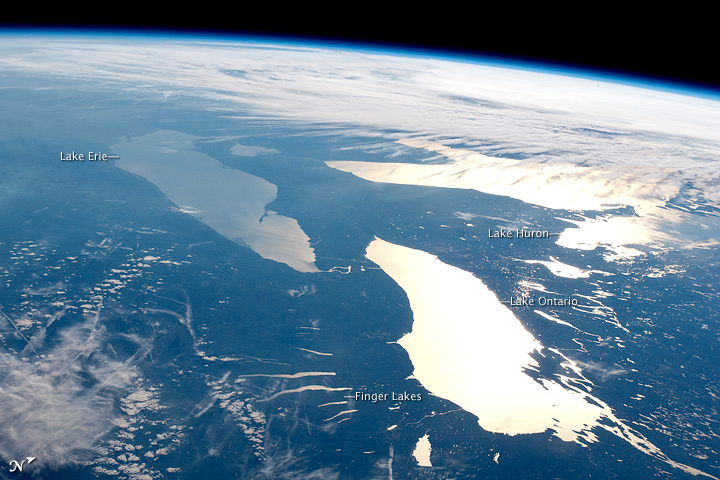 Lake Erie
Lake Huron
Lake Ontario
Finger Lakes
N